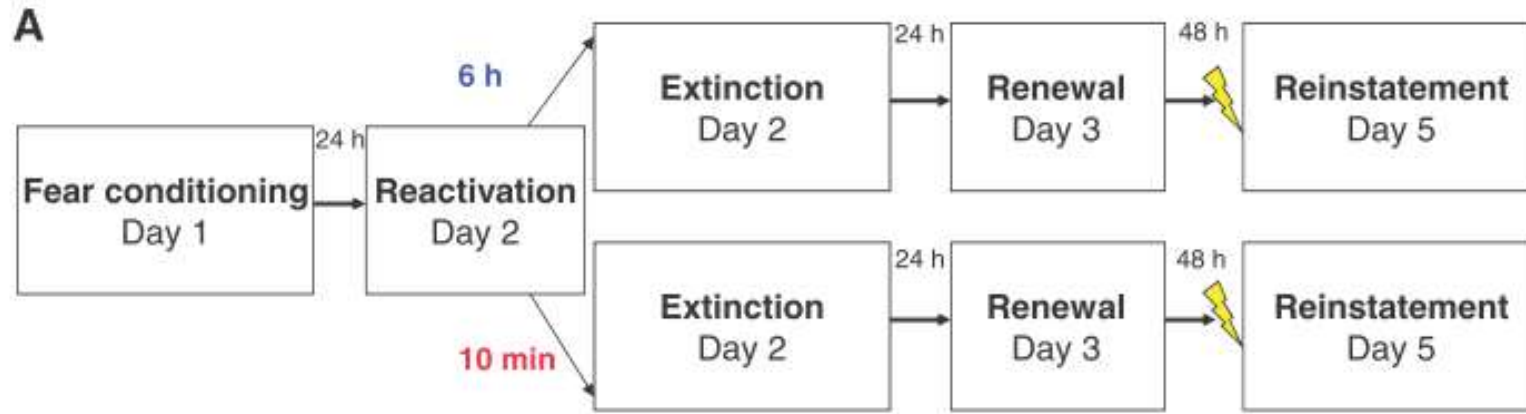 A
6 h
Extinction
Day 2
24 h
Renewal
Day 3
48 h
Reinstatement
Day 5
Fear conditioning
Day 1
24 h
Reactivation
Day 2
10 min
Extinction
Day 2
24 h
Renewal
Day 3
48 h
Reinstatement
Day 5